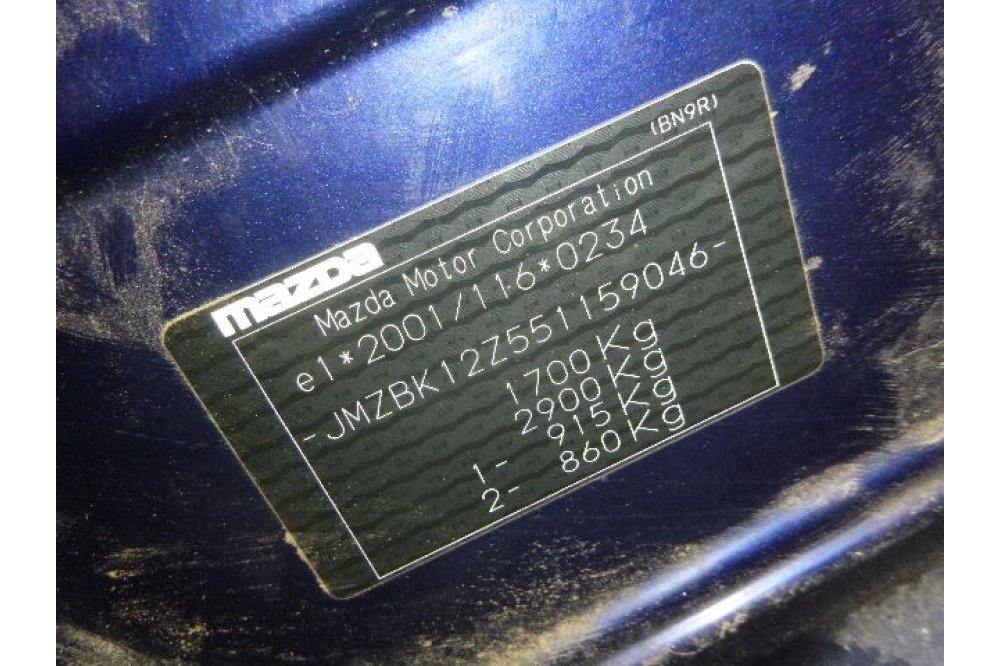 (BN9R)
mazda
Mazda Motor Corporation
e1*2001/116*0234
-JMZBK12Z551159046-
1700Kg
2900Kg
1- 915Kg
2- 860Kg